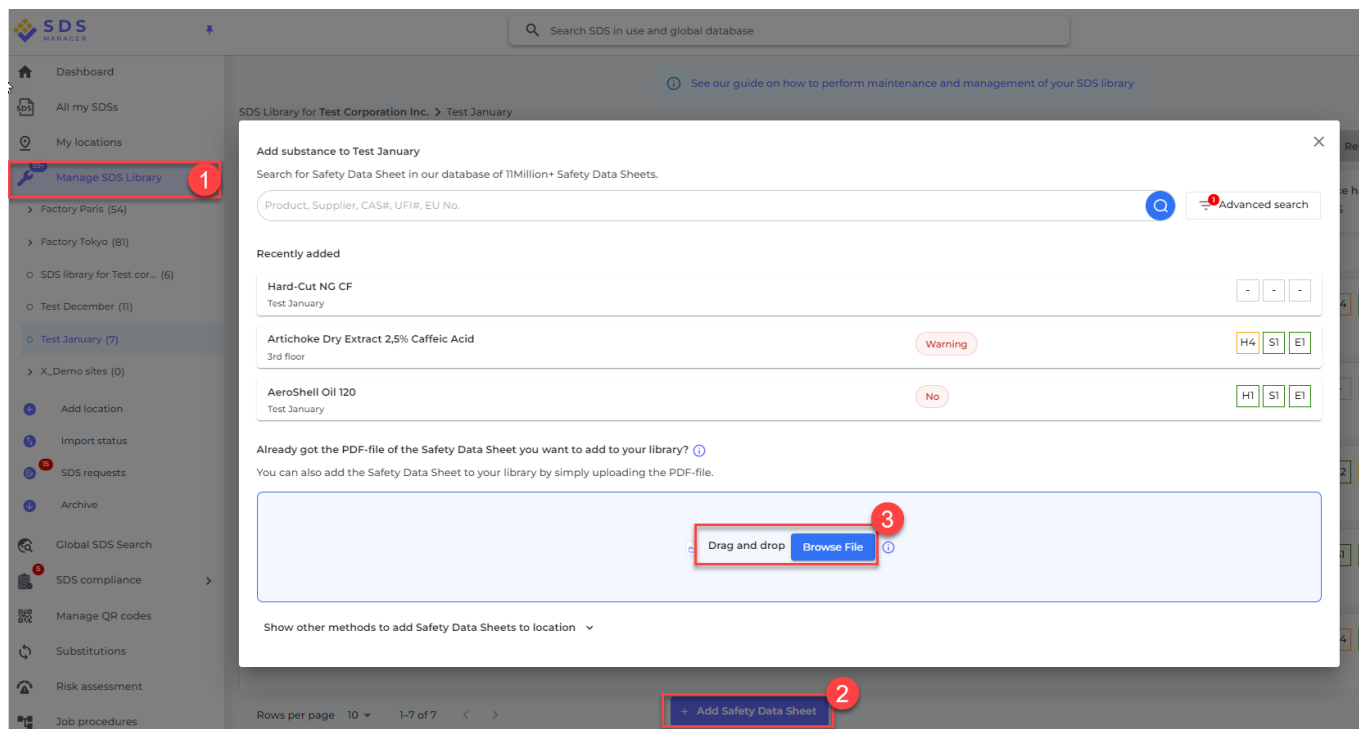 SDS
MANAGER
Search SDS in use and global database
Dashboard
All my SDSs
My locations
99+
Manage SDS Library
1
Factory Paris (54)
Factory Tokyo (81)
SDS library for Test cor... (6)
Test December (11)
Test January (7)
X_Demo sites (0)
Add location
Import status
15
SDS requests
Archive
Global SDS Search
5
SDS compliance
Manage QR codes
Substitutions
Risk assessment
Job procedures
See our guide on how to perform maintenance and management of your SDS library
SDS Library for Test Corporation Inc. > Test January
Add substance to Test January
Search for Safety Data Sheet in our database of 11Million+ Safety Data Sheets.
Product, Supplier, CAS#, UFI#, EU No.
1
Advanced search
Recently added
Hard-Cut NG CF
Test January
- - -
Artichoke Dry Extract 2,5% Caffeic Acid
3rd floor
Warning
H4 S1 E1
AeroShell Oil 120
Test January
No
H1 S1 E1
Already got the PDF-file of the Safety Data Sheet you want to add to your library?
You can also add the Safety Data Sheet to your library by simply uploading the PDF-file.
3
Drag and drop Browse File
Show other methods to add Safety Data Sheets to location
2
Rows per page 10 1-7 of 7
+ Add Safety Data Sheet